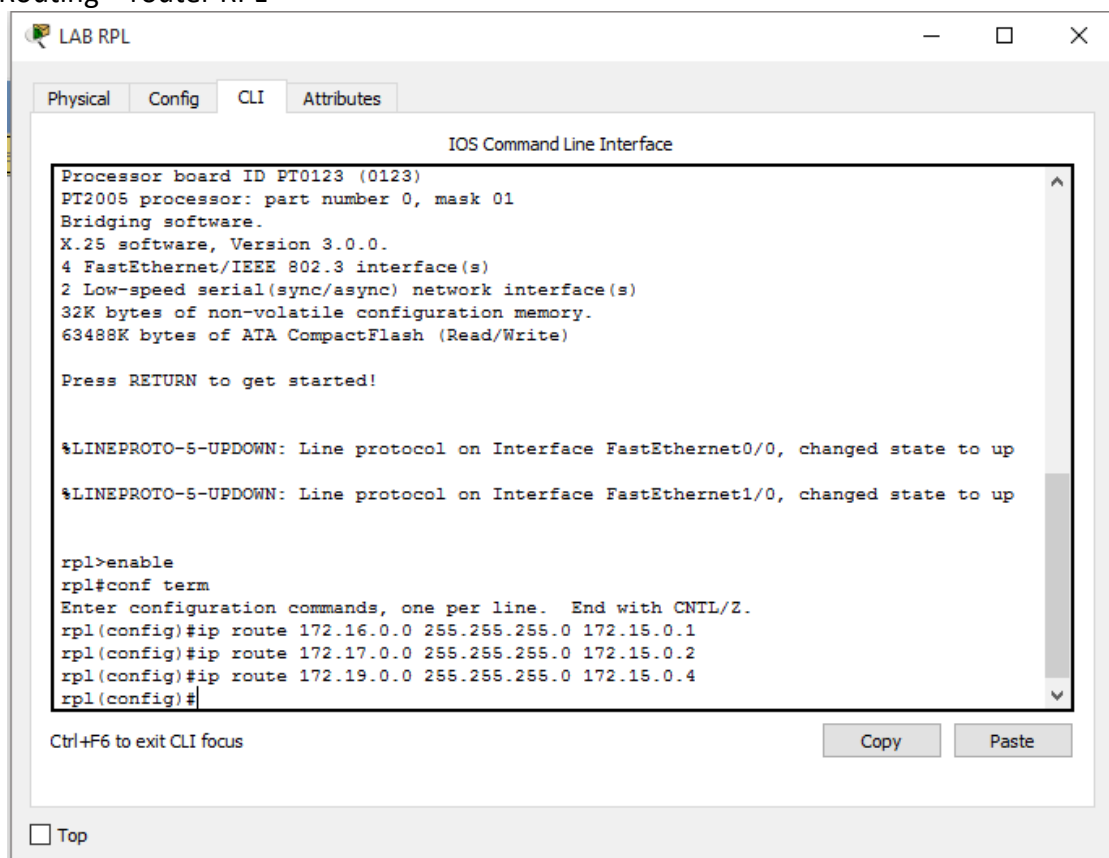 Routing – router RPL
LAB RPL
Physical Config CLI Attributes
IOS Command Line Interface
Processor board ID PT0123 (0123)
PT2005 processor: part number 0, mask 01
Bridging software.
X.25 software, Version 3.0.0.
4 FastEthernet/IEEE 802.3 interface(s)
2 Low-speed serial(sync/async) network interface(s)
32K bytes of non-volatile configuration memory.
63488K bytes of ATA CompactFlash (Read/Write)
Press RETURN to get started!
%LINEPROTO-5-UPDOWN: Line protocol on Interface FastEthernet0/0, changed state to up
%LINEPROTO-5-UPDOWN: Line protocol on Interface FastEthernet1/0, changed state to up
rpl>enable
rpl#conf term
Enter configuration commands, one per line. End with CNTL/Z.
rpl(config)#ip route 172.16.0.0 255.255.255.0 172.15.0.1
rpl(config)#ip route 172.17.0.0 255.255.255.0 172.15.0.2
rpl(config)#ip route 172.19.0.0 255.255.255.0 172.15.0.4
rpl(config)#
Ctrl+F6 to exit CLI focus
Copy Paste
Top